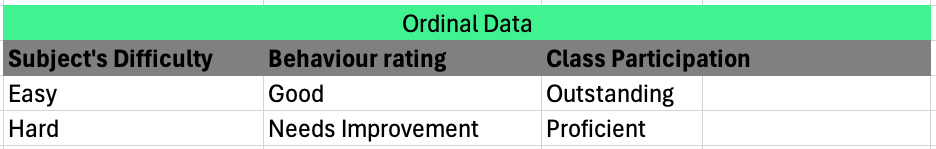 Ordinal Data
Subject's Difficulty Behaviour rating Class Participation
Easy Good Outstanding
Hard Needs Improvement Proficient